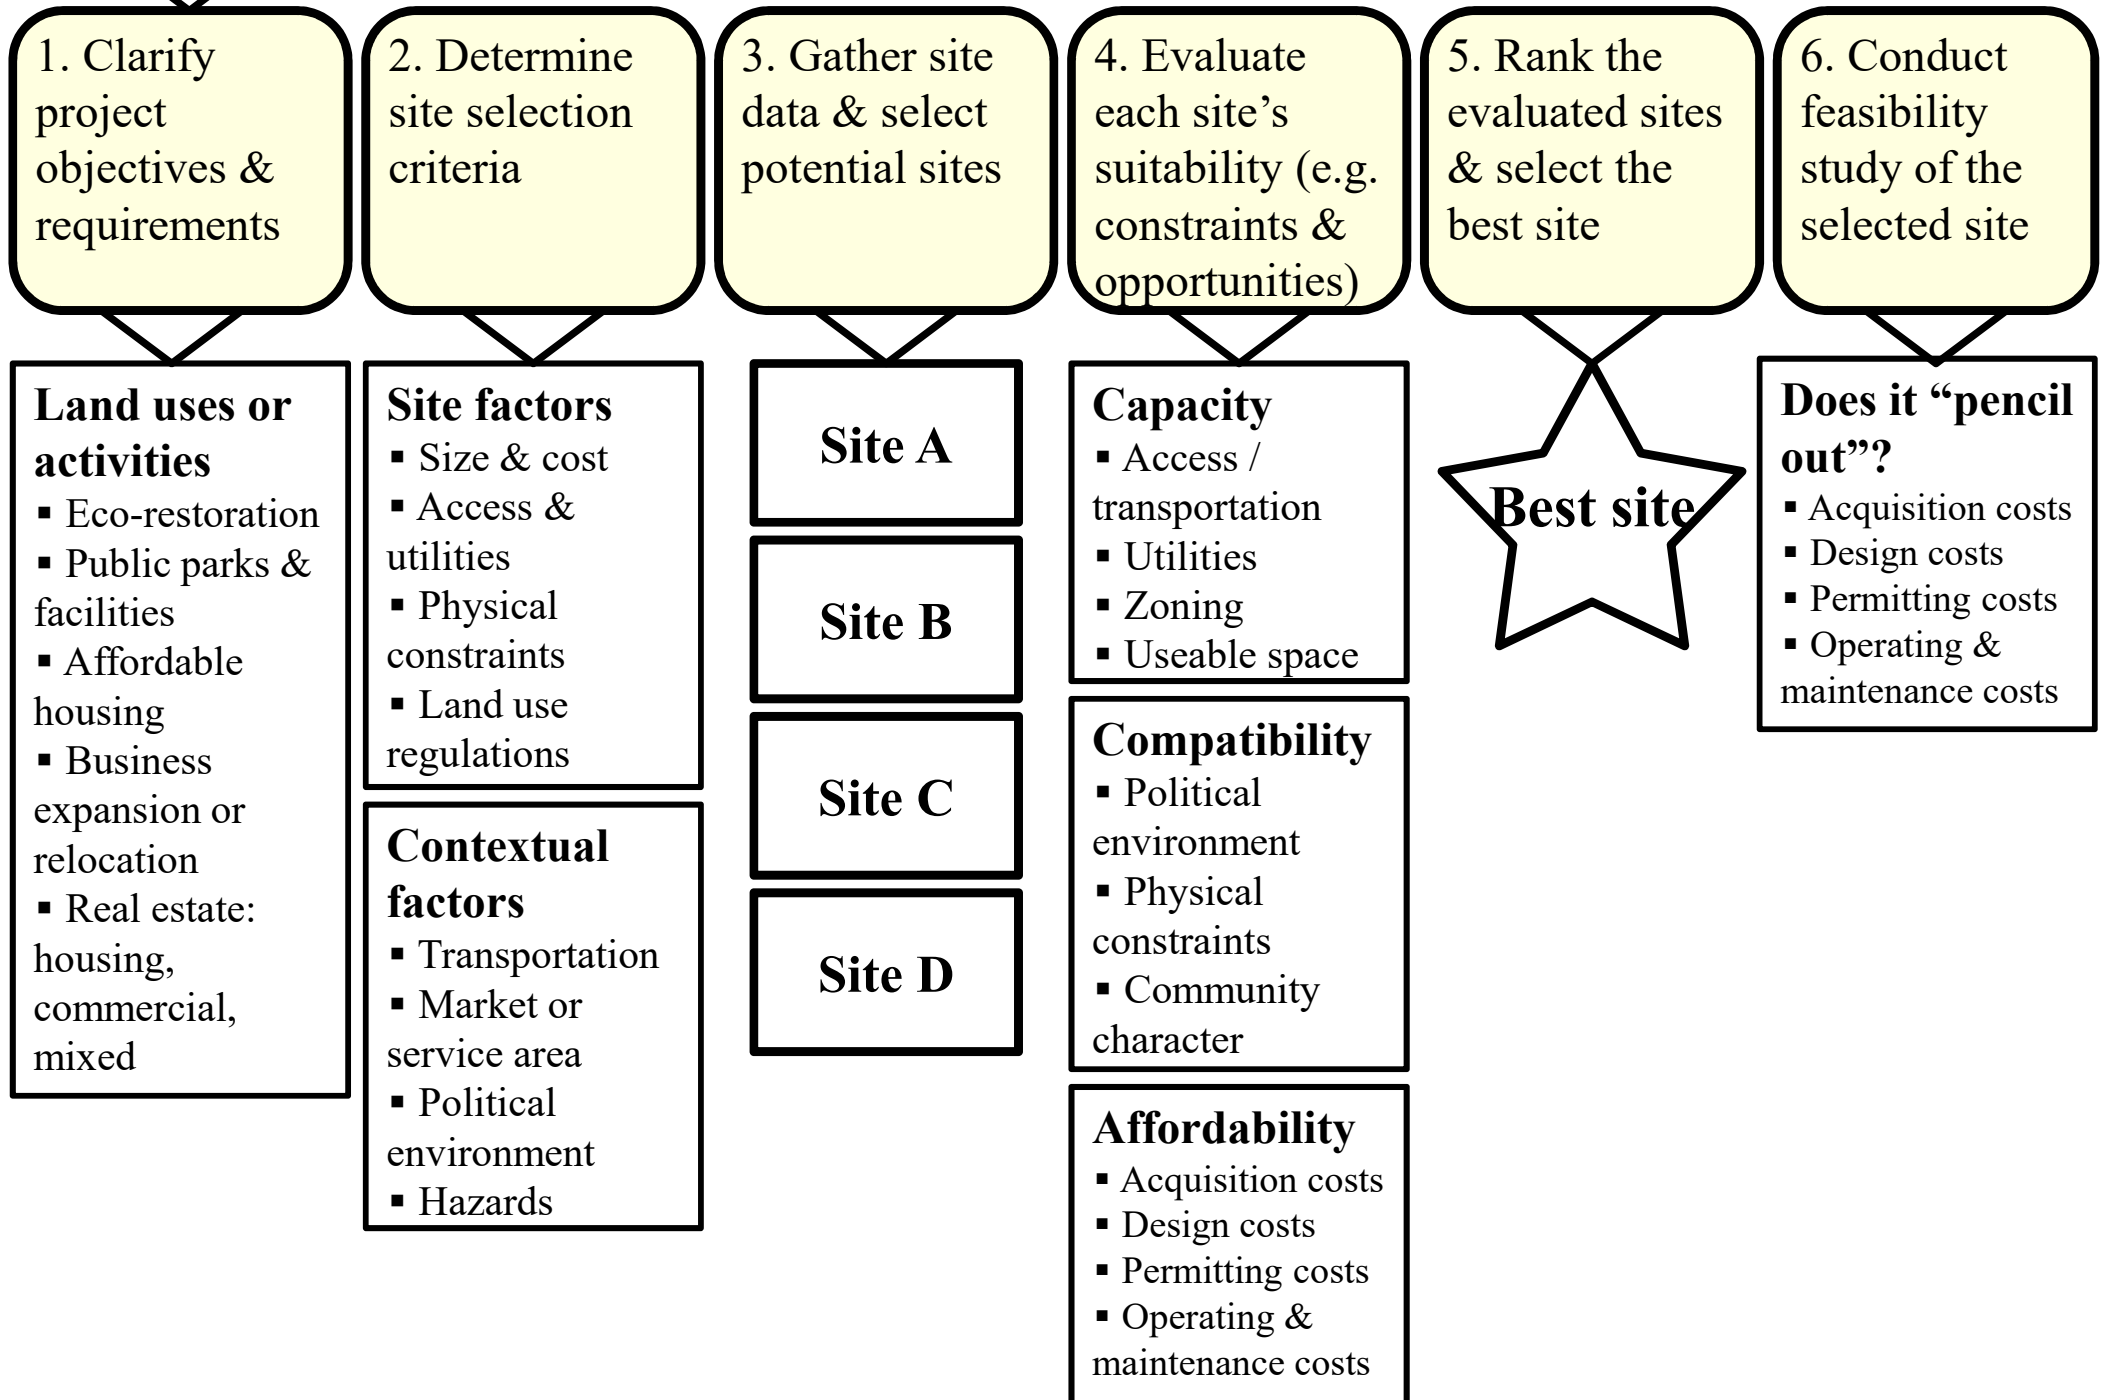 1. Clarify
project
objectives &
requirements
2. Determine
site selection
criteria
3. Gather site
data & select
potential sites
4. Evaluate
each site’s
suitability (e.g.
constraints &
opportunities)
5. Rank the
evaluated sites
& select the
best site
6. Conduct
feasibility
study of the
selected site
Land uses or
activities
▪ Eco-restoration
▪ Public parks &
facilities
▪ Affordable
housing
▪ Business
expansion or
relocation
▪ Real estate:
housing,
commercial,
mixed
Site factors
▪ Size & cost
▪ Access &
utilities
▪ Physical
constraints
▪ Land use
regulations
Contextual
factors
▪ Transportation
▪ Market or
service area
▪ Political
environment
▪ Hazards
Site A
Site B
Site C
Site D
Capacity
▪ Access /
transportation
▪ Utilities
▪ Zoning
▪ Useable space
Compatibility
▪ Political
environment
▪ Physical
constraints
▪ Community
character
Affordability
▪ Acquisition costs
▪ Design costs
▪ Permitting costs
▪ Operating &
maintenance costs
Best site
Does it “pencil
out”?
▪ Acquisition costs
▪ Design costs
▪ Permitting costs
▪ Operating &
maintenance costs